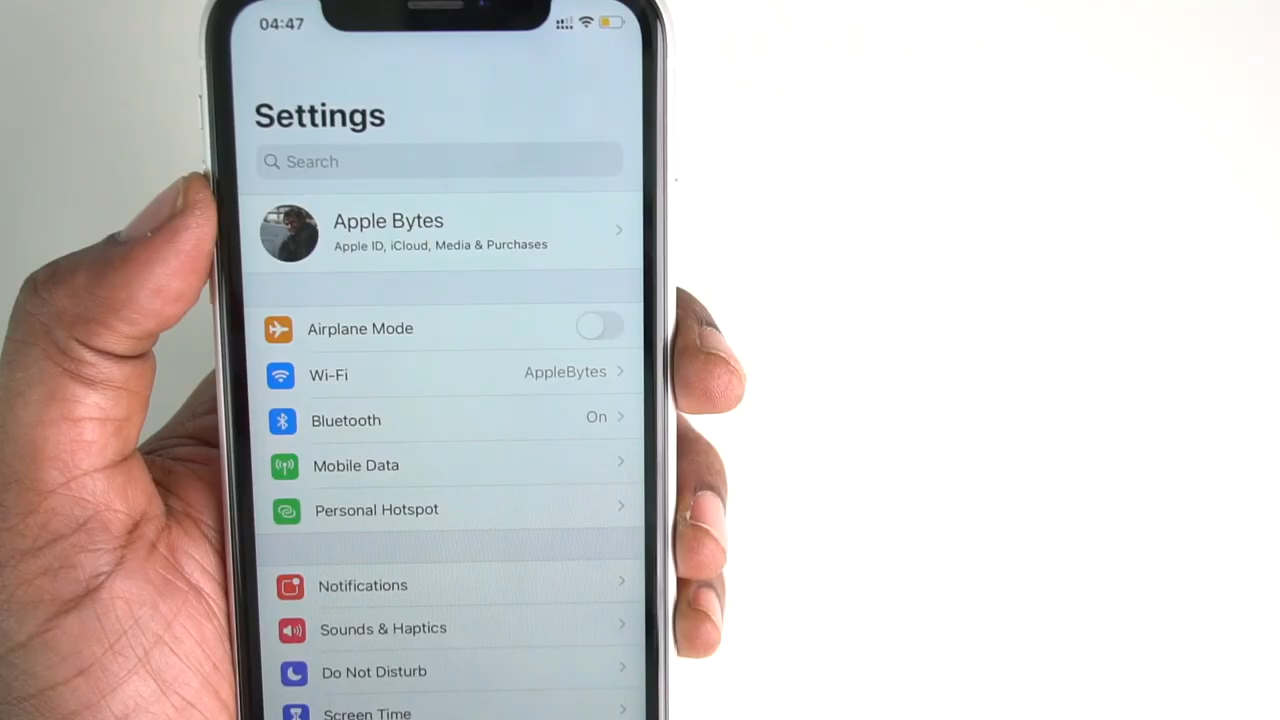 04:47
Settings
Search
Apple Bytes
Apple ID, iCloud, Media & Purchases
Airplane Mode
Wi-Fi AppleBytes
Bluetooth On
Mobile Data
Personal Hotspot
Notifications
Sounds & Haptics
Do Not Disturb
Screen Time